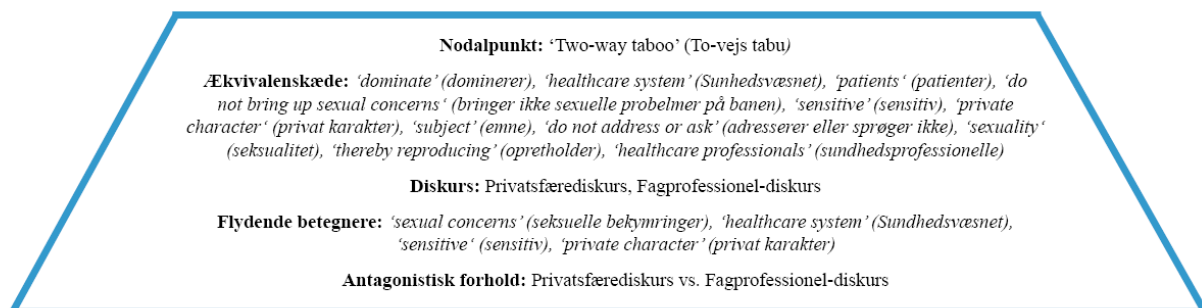 Nodalpunkt: ‘Two-way taboo’ (To-vejs tabu)
Ækvivalenskæde: ‘dominate’ (dominerer), ‘healthcare system’ (Sunhedsvæsnet), ‘patients‘ (patienter), ‘do
not bring up sexual concerns‘ (bringer ikke sexuelle probelmer på banen), ‘sensitive’ (sensitiv), ‘private
character‘ (privat karakter), ‘subject’ (emne), ‘do not address or ask’ (adresserer eller sprøger ikke), ‘sexuality‘
(seksualitet), ‘thereby reproducing’ (opretholder), ‘healthcare professionals’ (sundhedsprofessionelle)
Diskurs: Privatsfærediskurs, Fagprofessionel-diskurs
Flydende betegnere: ‘sexual concerns’ (seksuelle bekymringer), ‘healthcare system’ (Sundhedsvæsnet),
‘sensitive‘ (sensitiv), ‘private character’ (privat karakter)
Antagonistisk forhold: Privatsfærediskurs vs. Fagprofessionel-diskurs